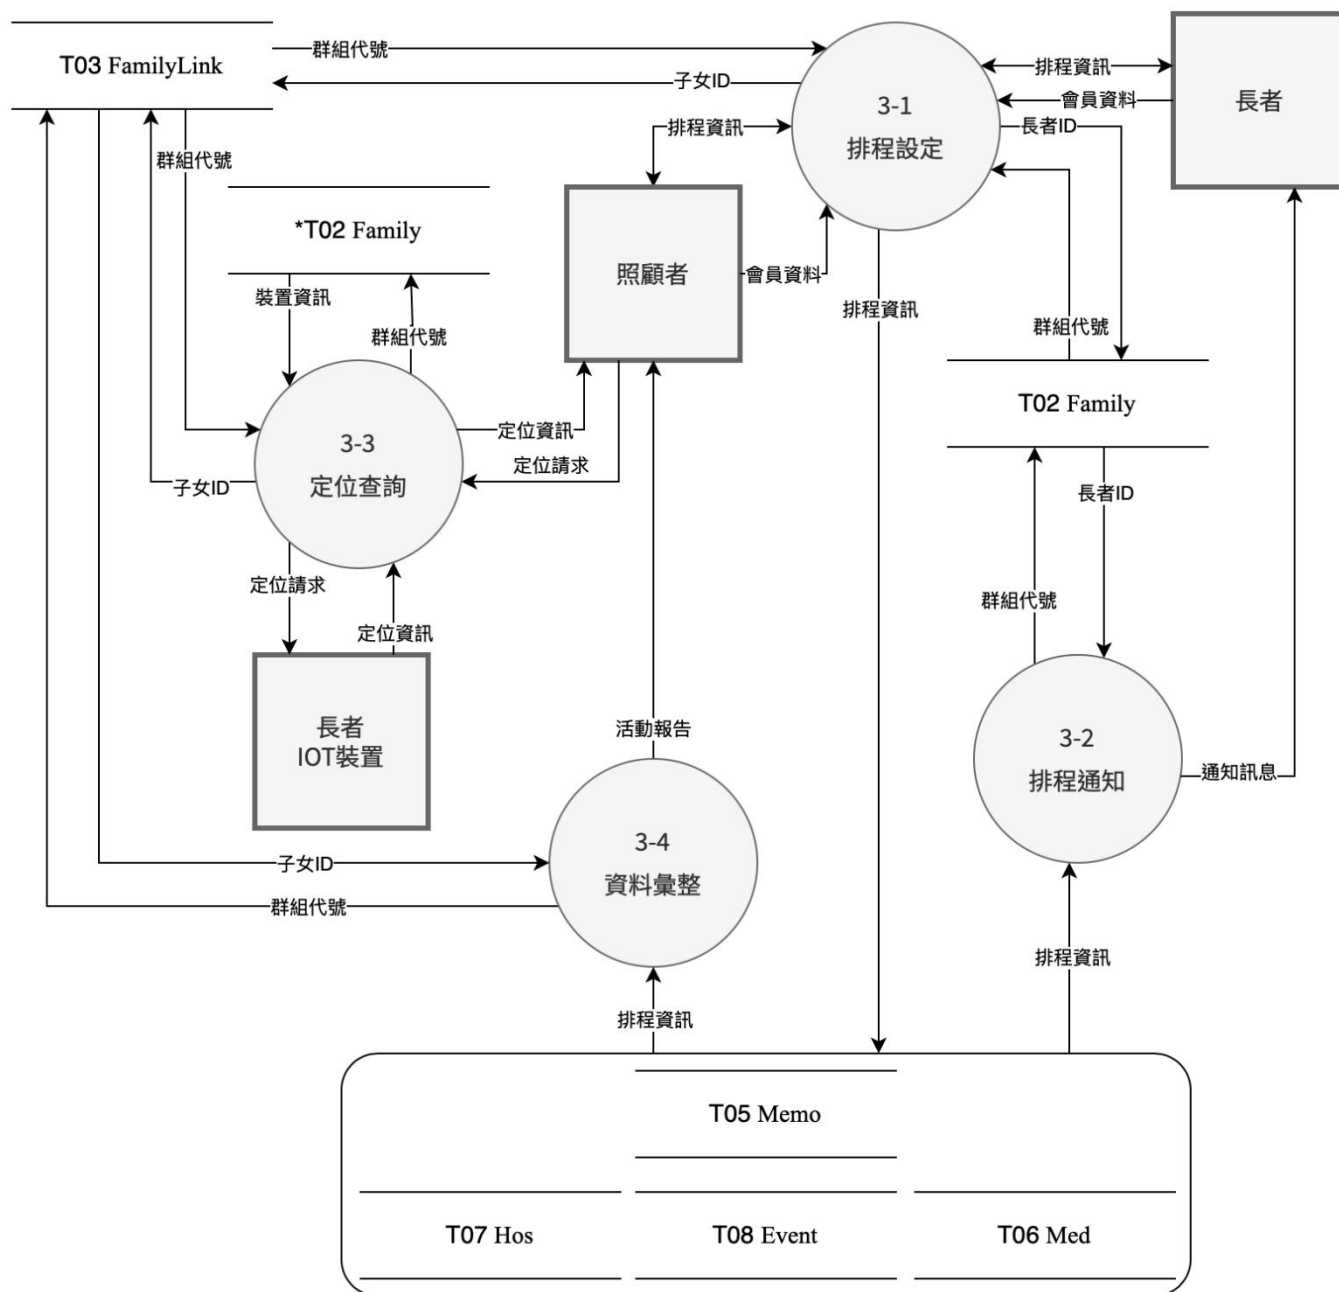 群組代號
T03 FamilyLink
子女ID
排程資訊
會員資料
3-1
排程設定
長者
排程資訊
長者ID
群組代號
*T02 Family
照顧者
會員資料
裝置資訊
排程資訊
群組代號
群組代號
T02 Family
3-3
定位查詢
定位資訊
定位請求
子女ID
長者ID
定位請求
群組代號
定位資訊
長者
IOT裝置
活動報告
3-2
排程通知
通知訊息
3-4
資料彙整
子女ID
群組代號
排程資訊
排程資訊
T05 Memo
T07 Hos
T08 Event
T06 Med